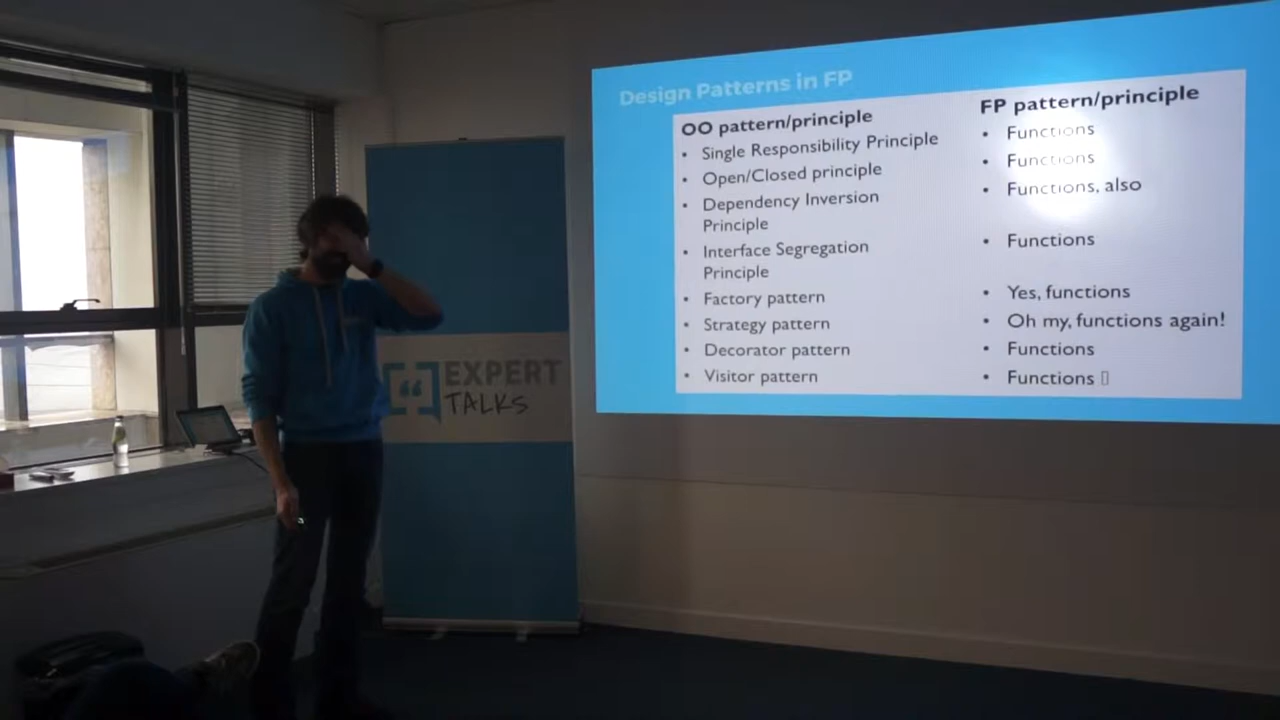 Design Patterns in FP
OO pattern/principle
• Single Responsibility Principle
• Open/Closed principle
• Dependency Inversion
Principle
• Interface Segregation
Principle
• Factory pattern
• Strategy pattern
• Decorator pattern
• Visitor pattern
FP pattern/principle
• Functions
• Functions
• Functions, also
• Functions
• Yes, functions
• Oh my, functions again!
• Functions
• Functions ▯
EXPERT
TALKS